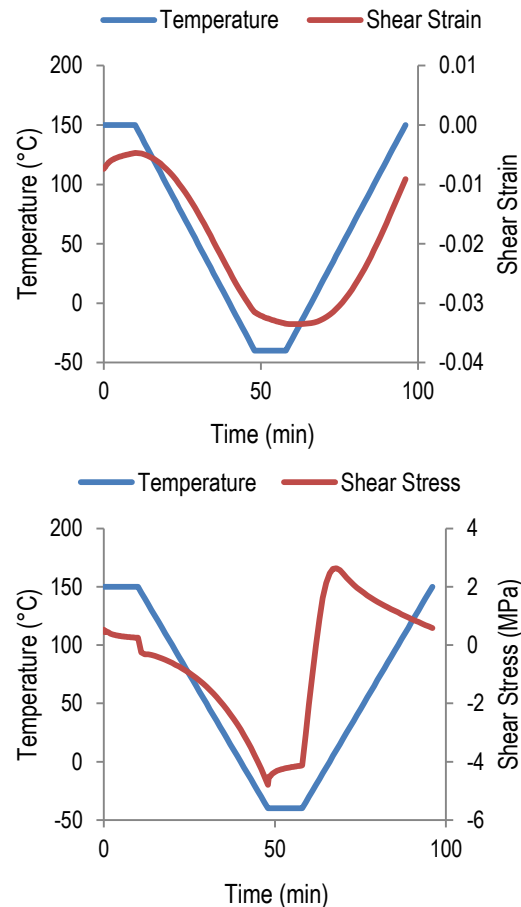 Temperature Shear Strain
200 0.01
150 0.00
100 -0.01
50 -0.02
0 -0.03
-50 -0.04
0 50 100
Temperature (°C)
Shear Strain
Time (min)
Temperature Shear Stress
200 4
150 2
100 0
50 -2
0 -4
-50 -6
0 50 100
Temperature (°C)
Shear Stress (MPa)
Time (min)